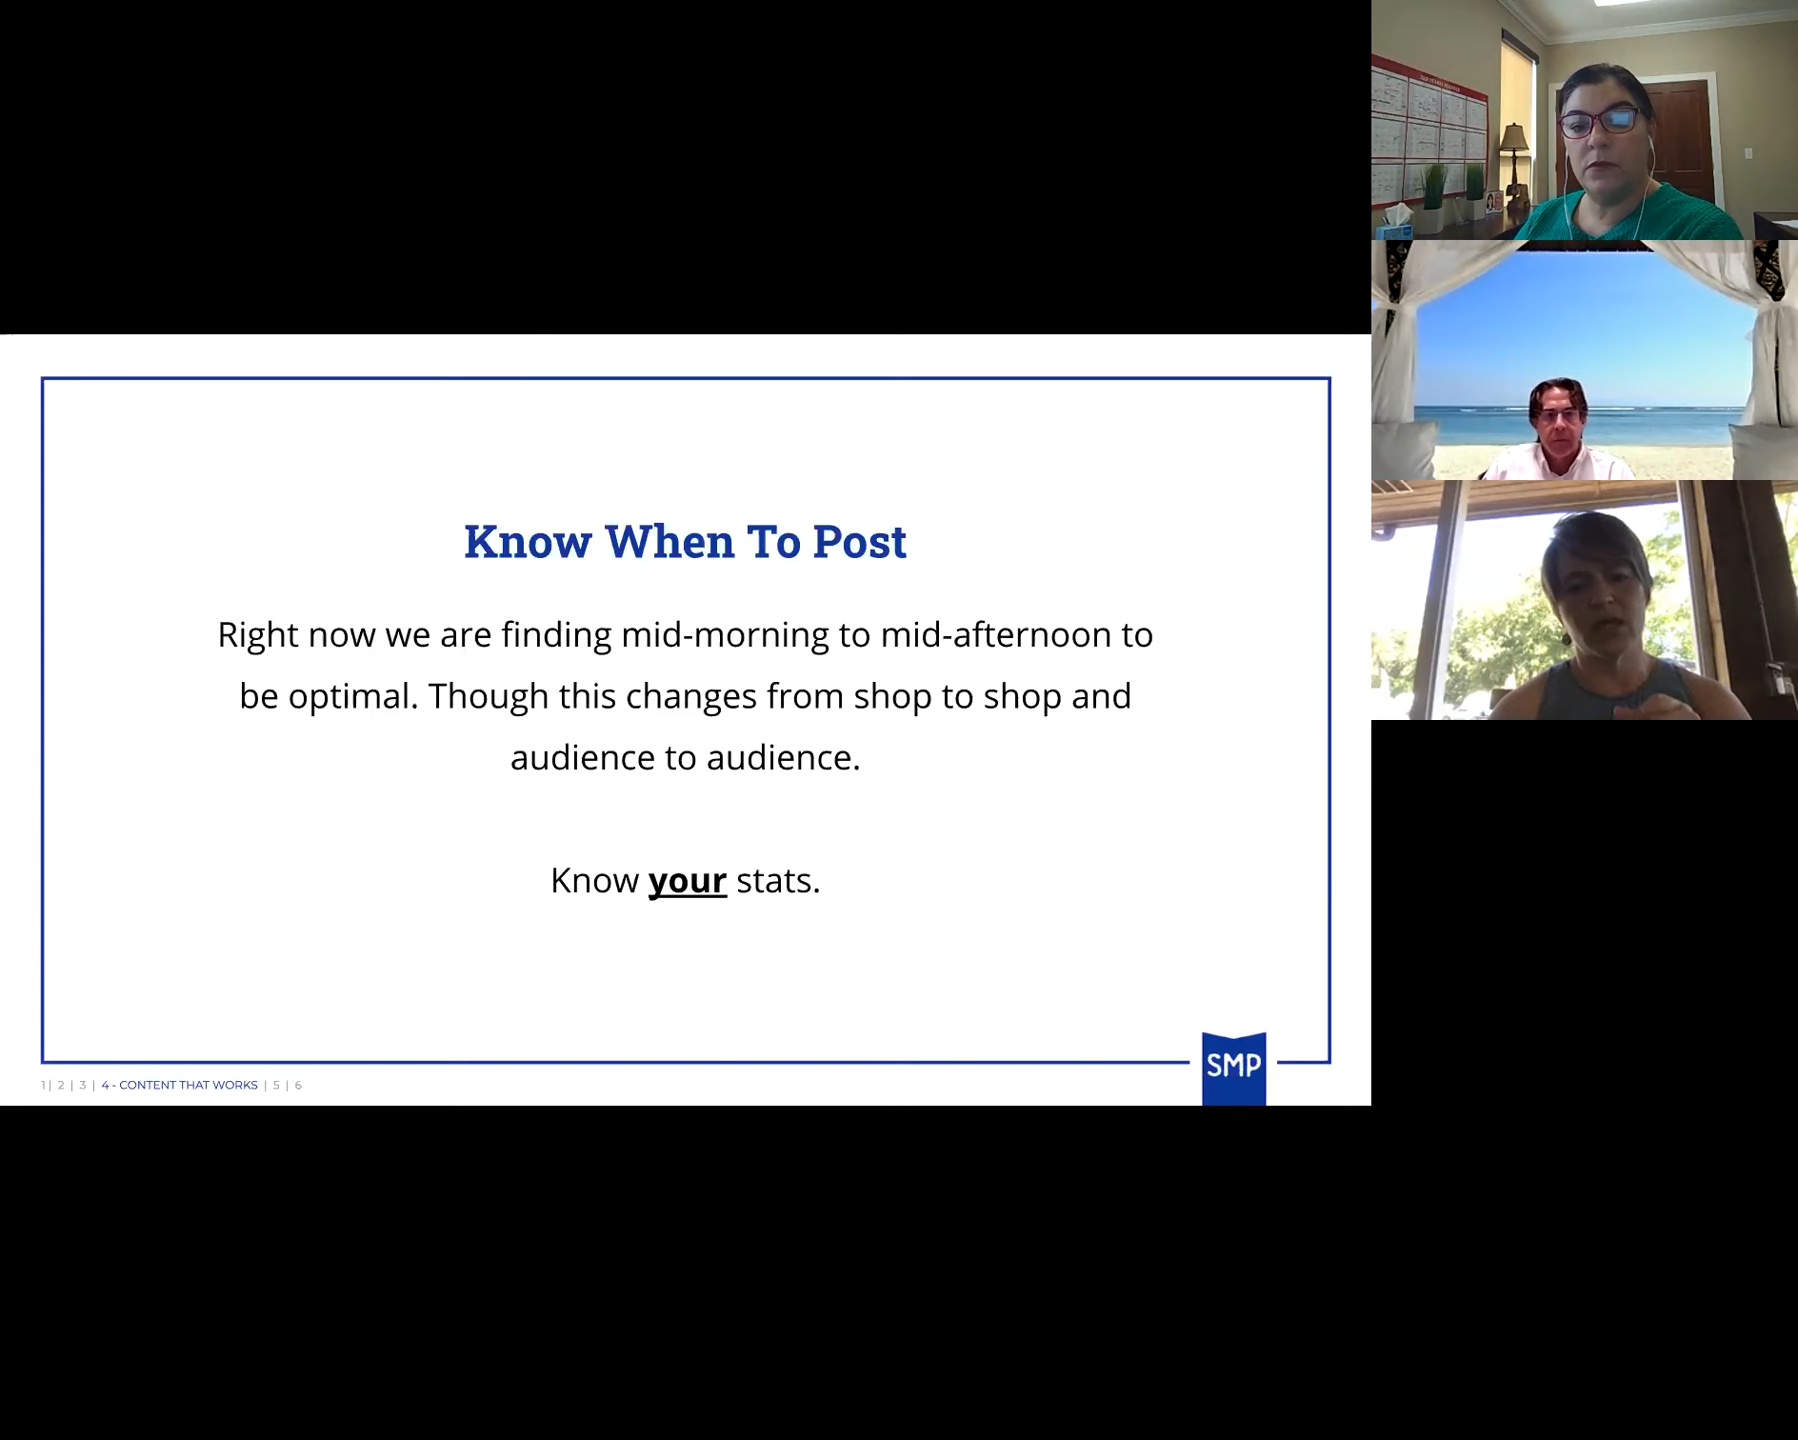 Know When To Post
Right now we are finding mid-morning to mid-afternoon to
be optimal. Though this changes from shop to shop and
audience to audience.
Know your stats.
SMP
1 | 2 | 3 | 4 - CONTENT THAT WORKS | 5 | 6